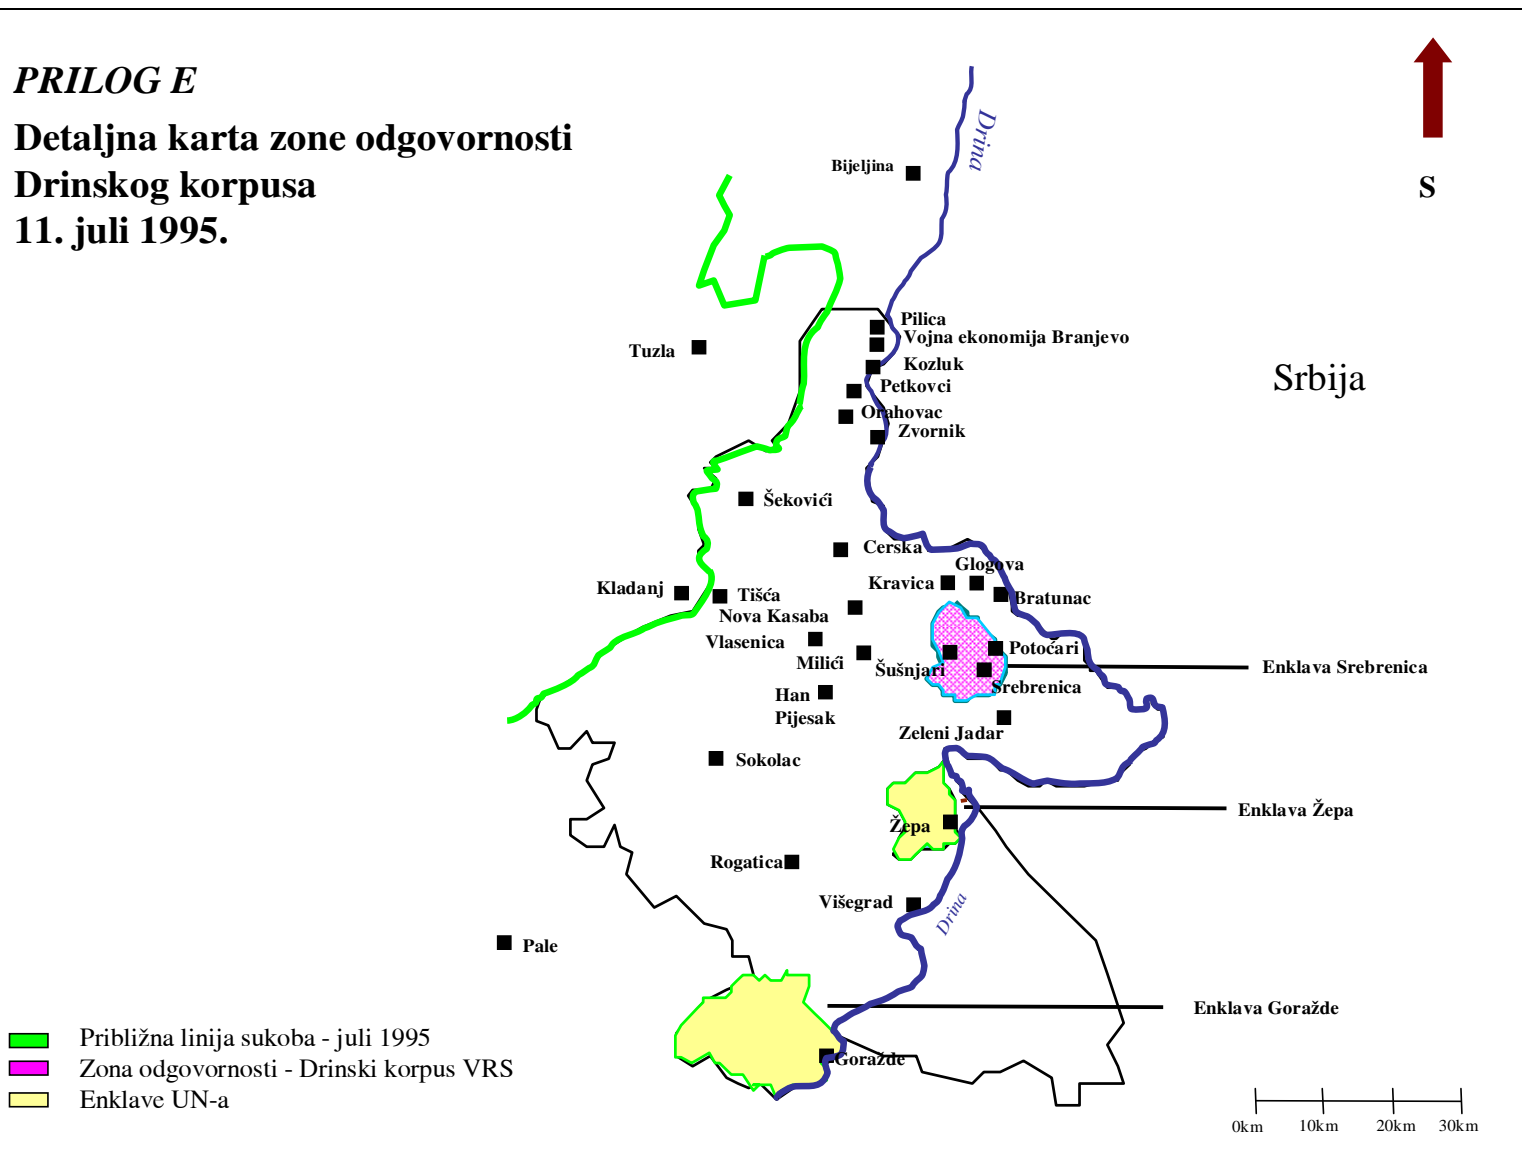 PRILOG E
Detaljna karta zone odgovornosti
Drinskog korpusa
11. juli 1995.
S
Drina
Bijeljina
Pilica
Vojna ekonomija Branjevo
Tuzla
Kozluk
Srbija
Petkovci
Orahovac
Zvornik
Šekovići
Cerska
Glogova
Kravica
Kladanj
Tišća
Bratunac
Nova Kasaba
Vlasenica
Potočari
Milići
Šušnjari
Enklava Srebrenica
Srebrenica
Han
Pijesak
Zeleni Jadar
Sokolac
Enklava Žepa
Žepa
Rogatica
Višegrad
Drina
Pale
Enklava Goražde
Goražde
Približna linija sukoba - juli 1995
Zona odgovornosti - Drinski korpus VRS
Enklave UN-a
0km 10km 20km 30km